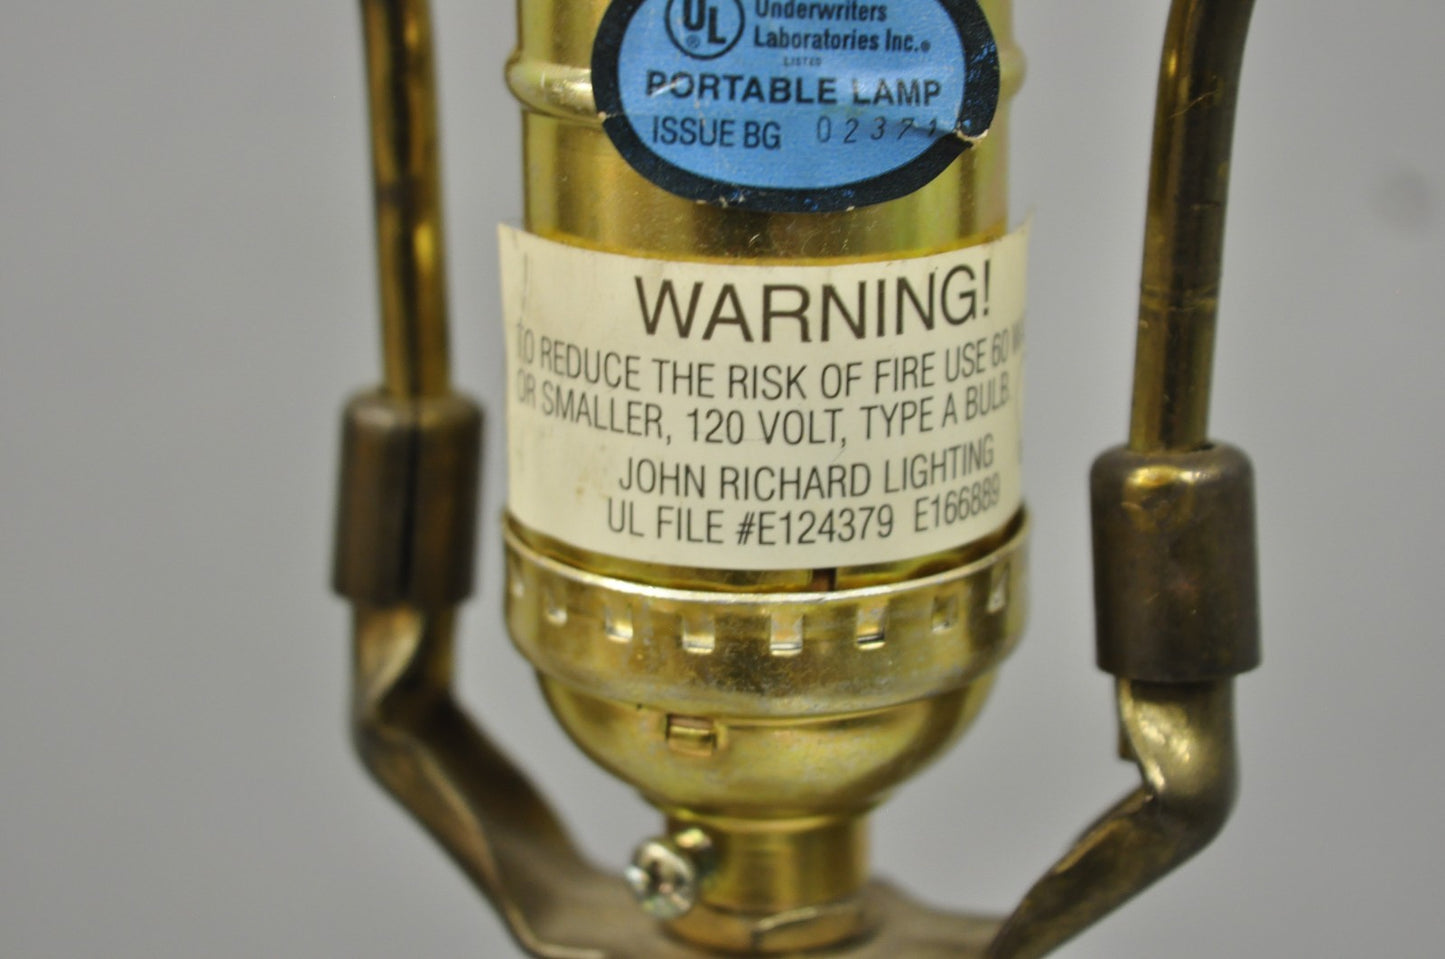 UL
®
Underwriters
Laboratories Inc.®
LISTED
PORTABLE LAMP
ISSUE BG 02371
WARNING!
TO REDUCE THE RISK OF FIRE USE 60
OR SMALLER, 120 VOLT, TYPE A BULB.
JOHN RICHARD LIGHTING
UL FILE #E124379 E166889